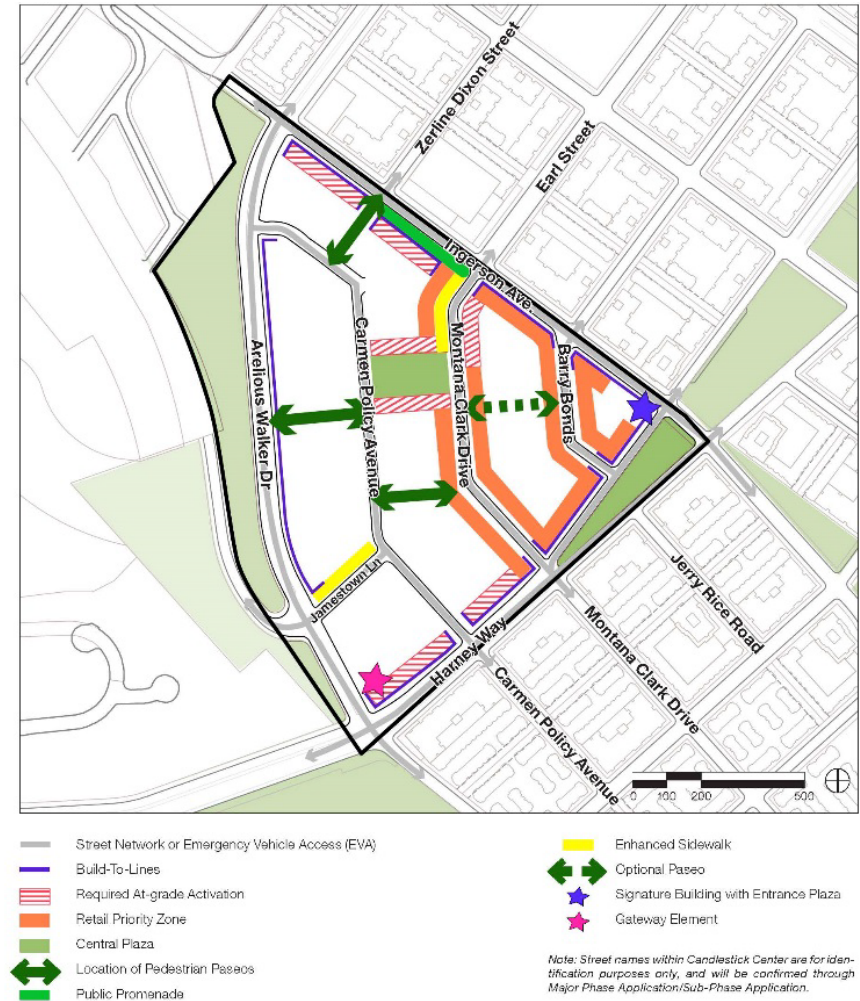 Zerline Dixon Street
Earl Street
Ingerson Ave.
Arelious Walker Dr
Carmen Policy Avenue
Montana Clark Drive
Barry Bonds
Jamestown Ln
Harney Way
Jerry Rice Road
Montana Clark Drive
Carmen Policy Avenue
0 100 200 500
Street Network or Emergency Vehicle Access (EVA)
Build-To-Lines
Required At-grade Activation
Retail Priority Zone
Central Plaza
Location of Pedestrian Paseos
Public Promenade
Enhanced Sidewalk
Optional Paseo
Signature Building with Entrance Plaza
Gateway Element
Note: Street names within Candlestick Center are for iden-
tification purposes only, and will be confirmed through
Major Phase Application/Sub-Phase Application.